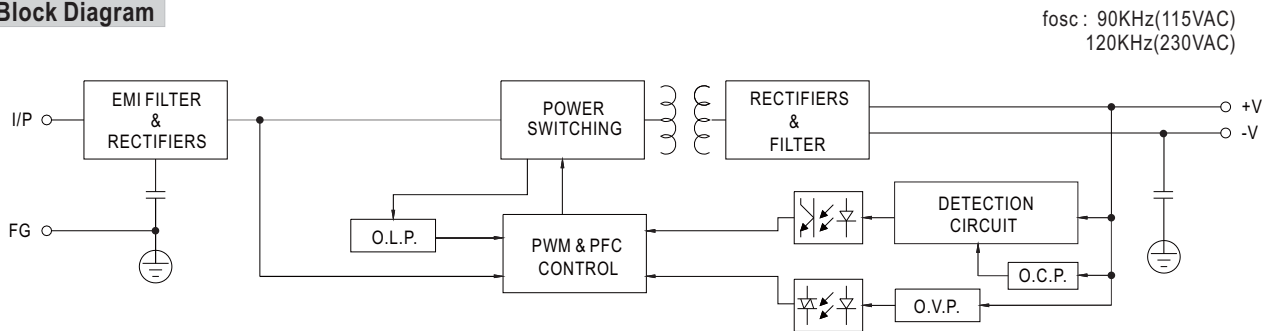 Block Diagram
fosc : 90KHz(115VAC)
120KHz(230VAC)
I/P
EMI FILTER
&
RECTIFIERS
POWER
SWITCHING
RECTIFIERS
&
FILTER
+V
-V
FG
O.L.P.
PWM & PFC
CONTROL
DETECTION
CIRCUIT
O.C.P.
O.V.P.